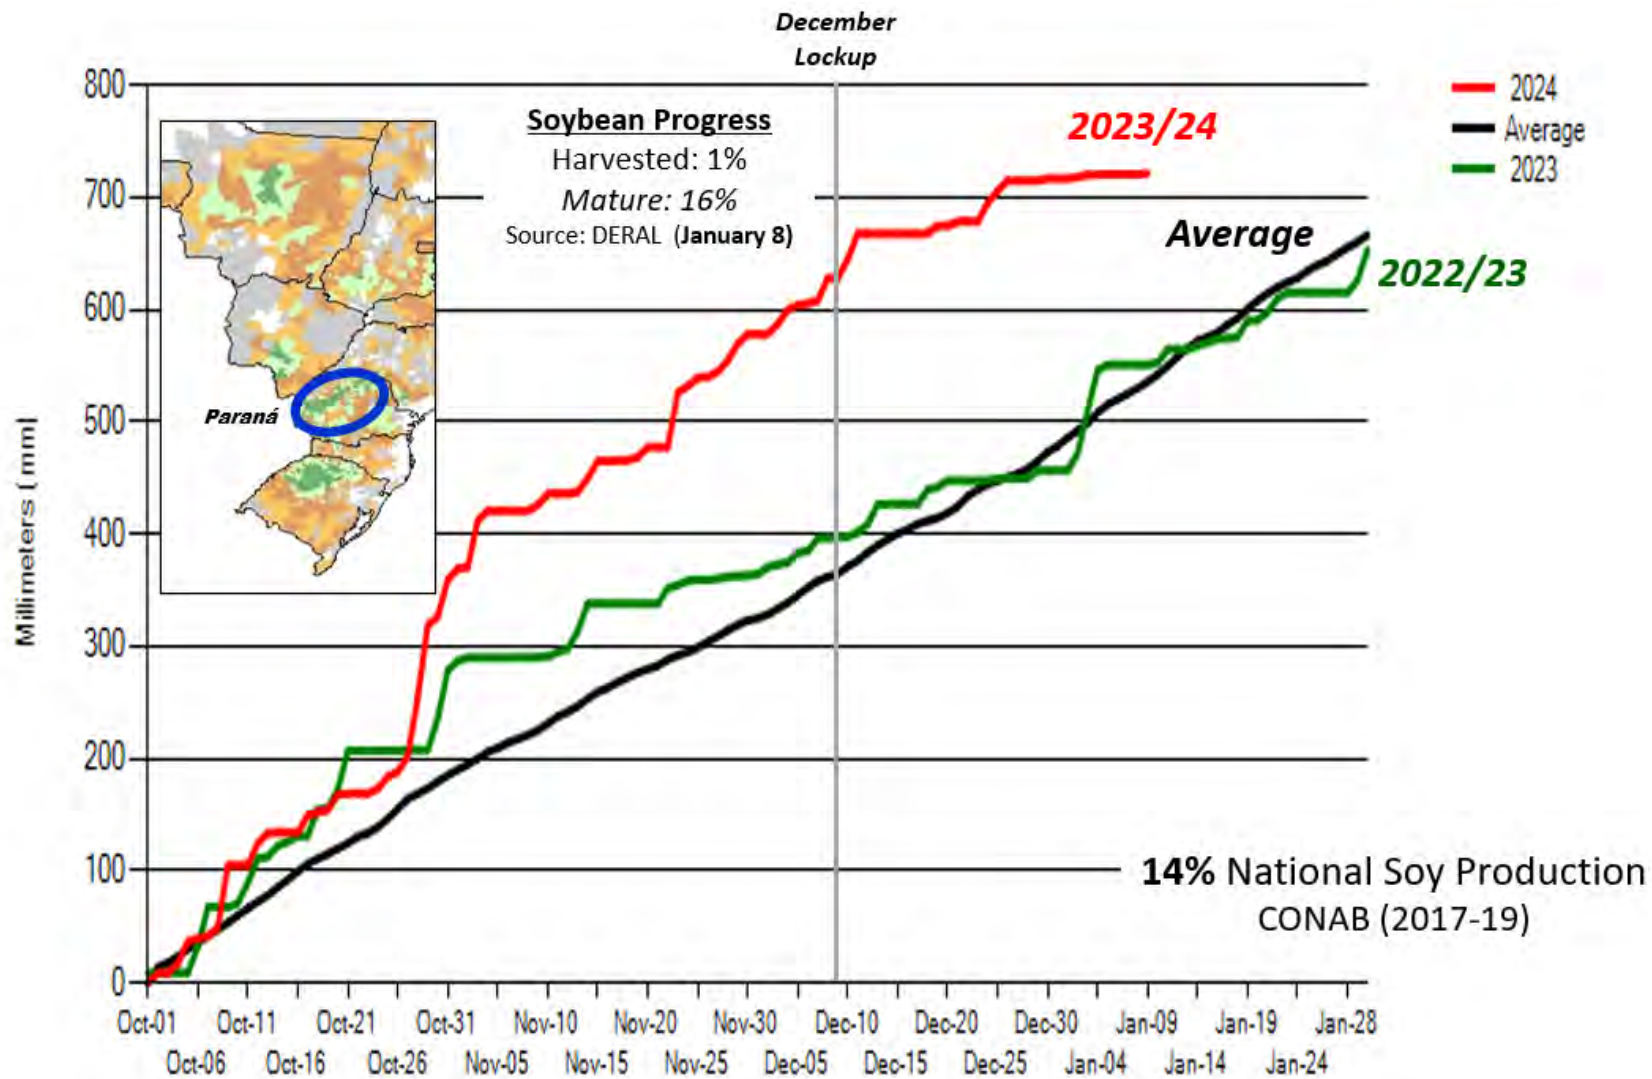 December
Lockup
800
700
600
500
400
300
200
100
0
Millimeters (mm)
Soybean Progress
Harvested: 1%
Mature: 16%
Source: DERAL (January 8)
Paraná
2023/24
Average
2022/23
2024
Average
2023
14% National Soy Production
CONAB (2017-19)
Oct-01 Oct-11 Oct-21 Oct-31 Nov-10 Nov-20 Nov-30 Dec-10 Dec-20 Dec-30 Jan-09 Jan-19 Jan-28
Oct-06 Oct-16 Oct-26 Nov-05 Nov-15 Nov-25 Dec-05 Dec-15 Dec-25 Jan-04 Jan-14 Jan-24